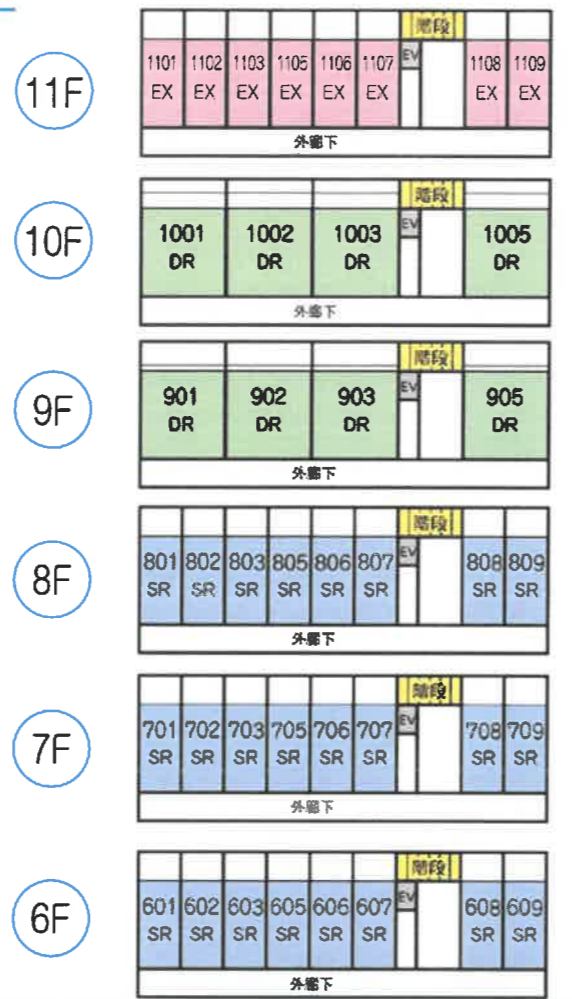 11F
階段
EV
1101 1102 1103 1105 1106 1107 1108 1109
EX EX EX EX EX EX EX EX
外廊下
10F
階段
EV
1001 1002 1003 1005
DR DR DR DR
外廊下
9F
階段
EV
901 902 903 905
DR DR DR DR
外廊下
8F
階段
EV
801 802 803 805 806 807 808 809
SR SR SR SR SR SR SR SR
外廊下
7F
階段
EV
701 702 703 705 706 707 708 709
SR SR SR SR SR SR SR SR
外廊下
6F
階段
EV
601 602 603 605 606 607 608 609
SR SR SR SR SR SR SR SR
外廊下